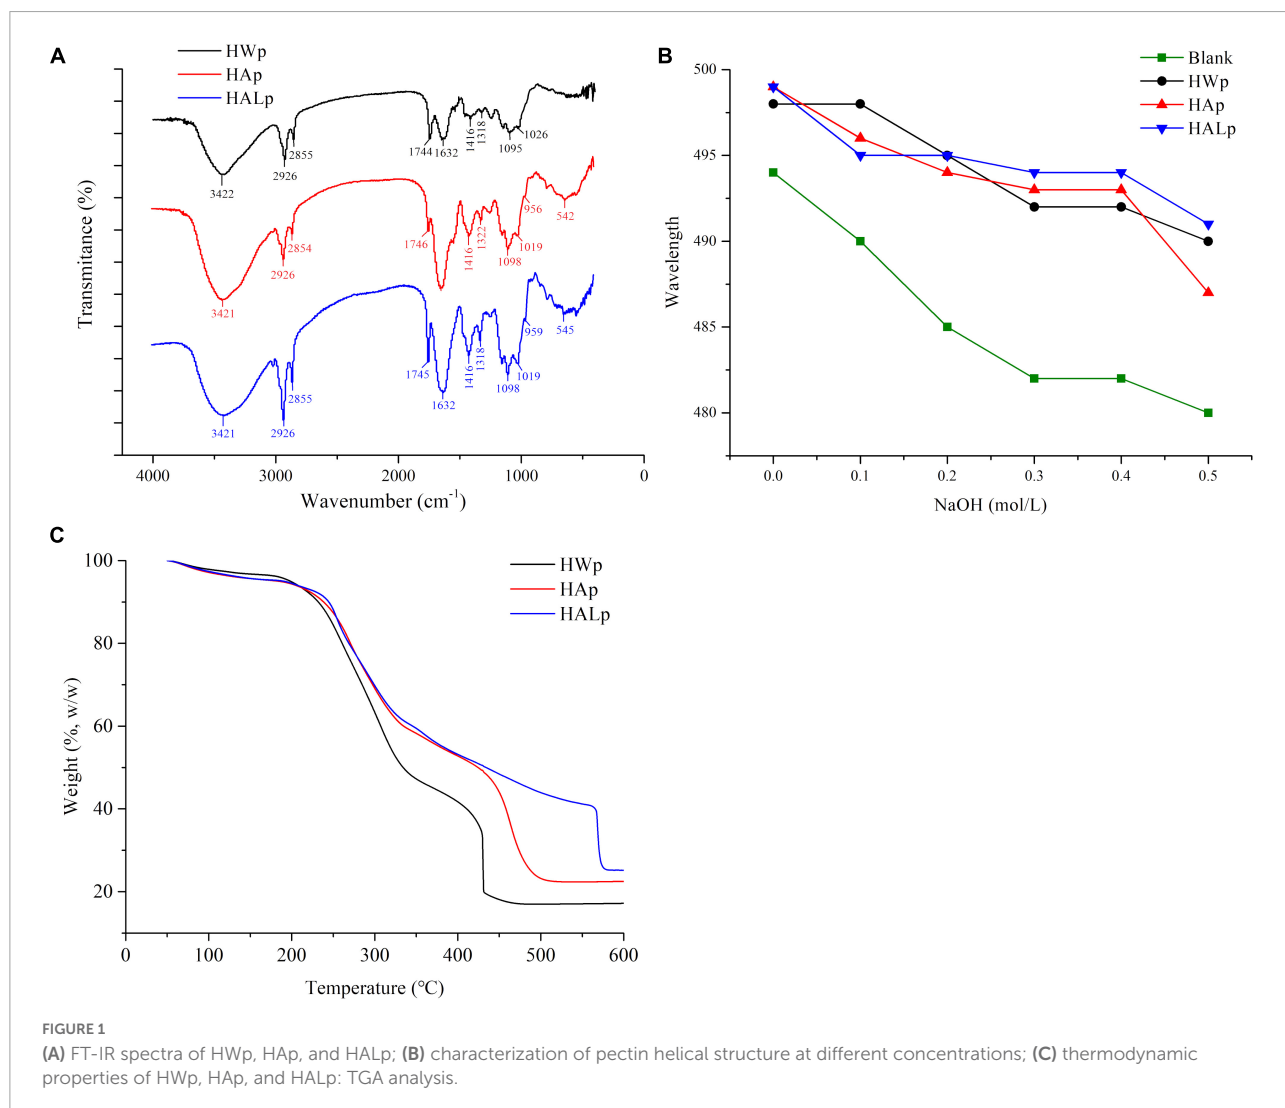 A
HWp
HAp
HALp
Transmitance (%)
3422
2926
2855
1744
1632
1416
1318
1095
1026
3421
2926
2854
1746
1416
1322
1098
1019
956
542
3421
2926
2855
1745
1632
1416
1318
1098
1019
959
545
4000 3000 2000 1000 0
Wavenumber (cm⁻¹)
B
Blank
HWp
HAp
HALp
Wavelength
500
495
490
485
480
0.0 0.1 0.2 0.3 0.4 0.5
NaOH (mol/L)
C
HWp
HAp
HALp
Weight (%, w/w)
100
80
60
40
20
0 100 200 300 400 500 600
Temperature (℃)
FIGURE 1
(A) FT-IR spectra of HWp, HAp, and HALp; (B) characterization of pectin helical structure at different concentrations; (C) thermodynamic
properties of HWp, HAp, and HALp: TGA analysis.